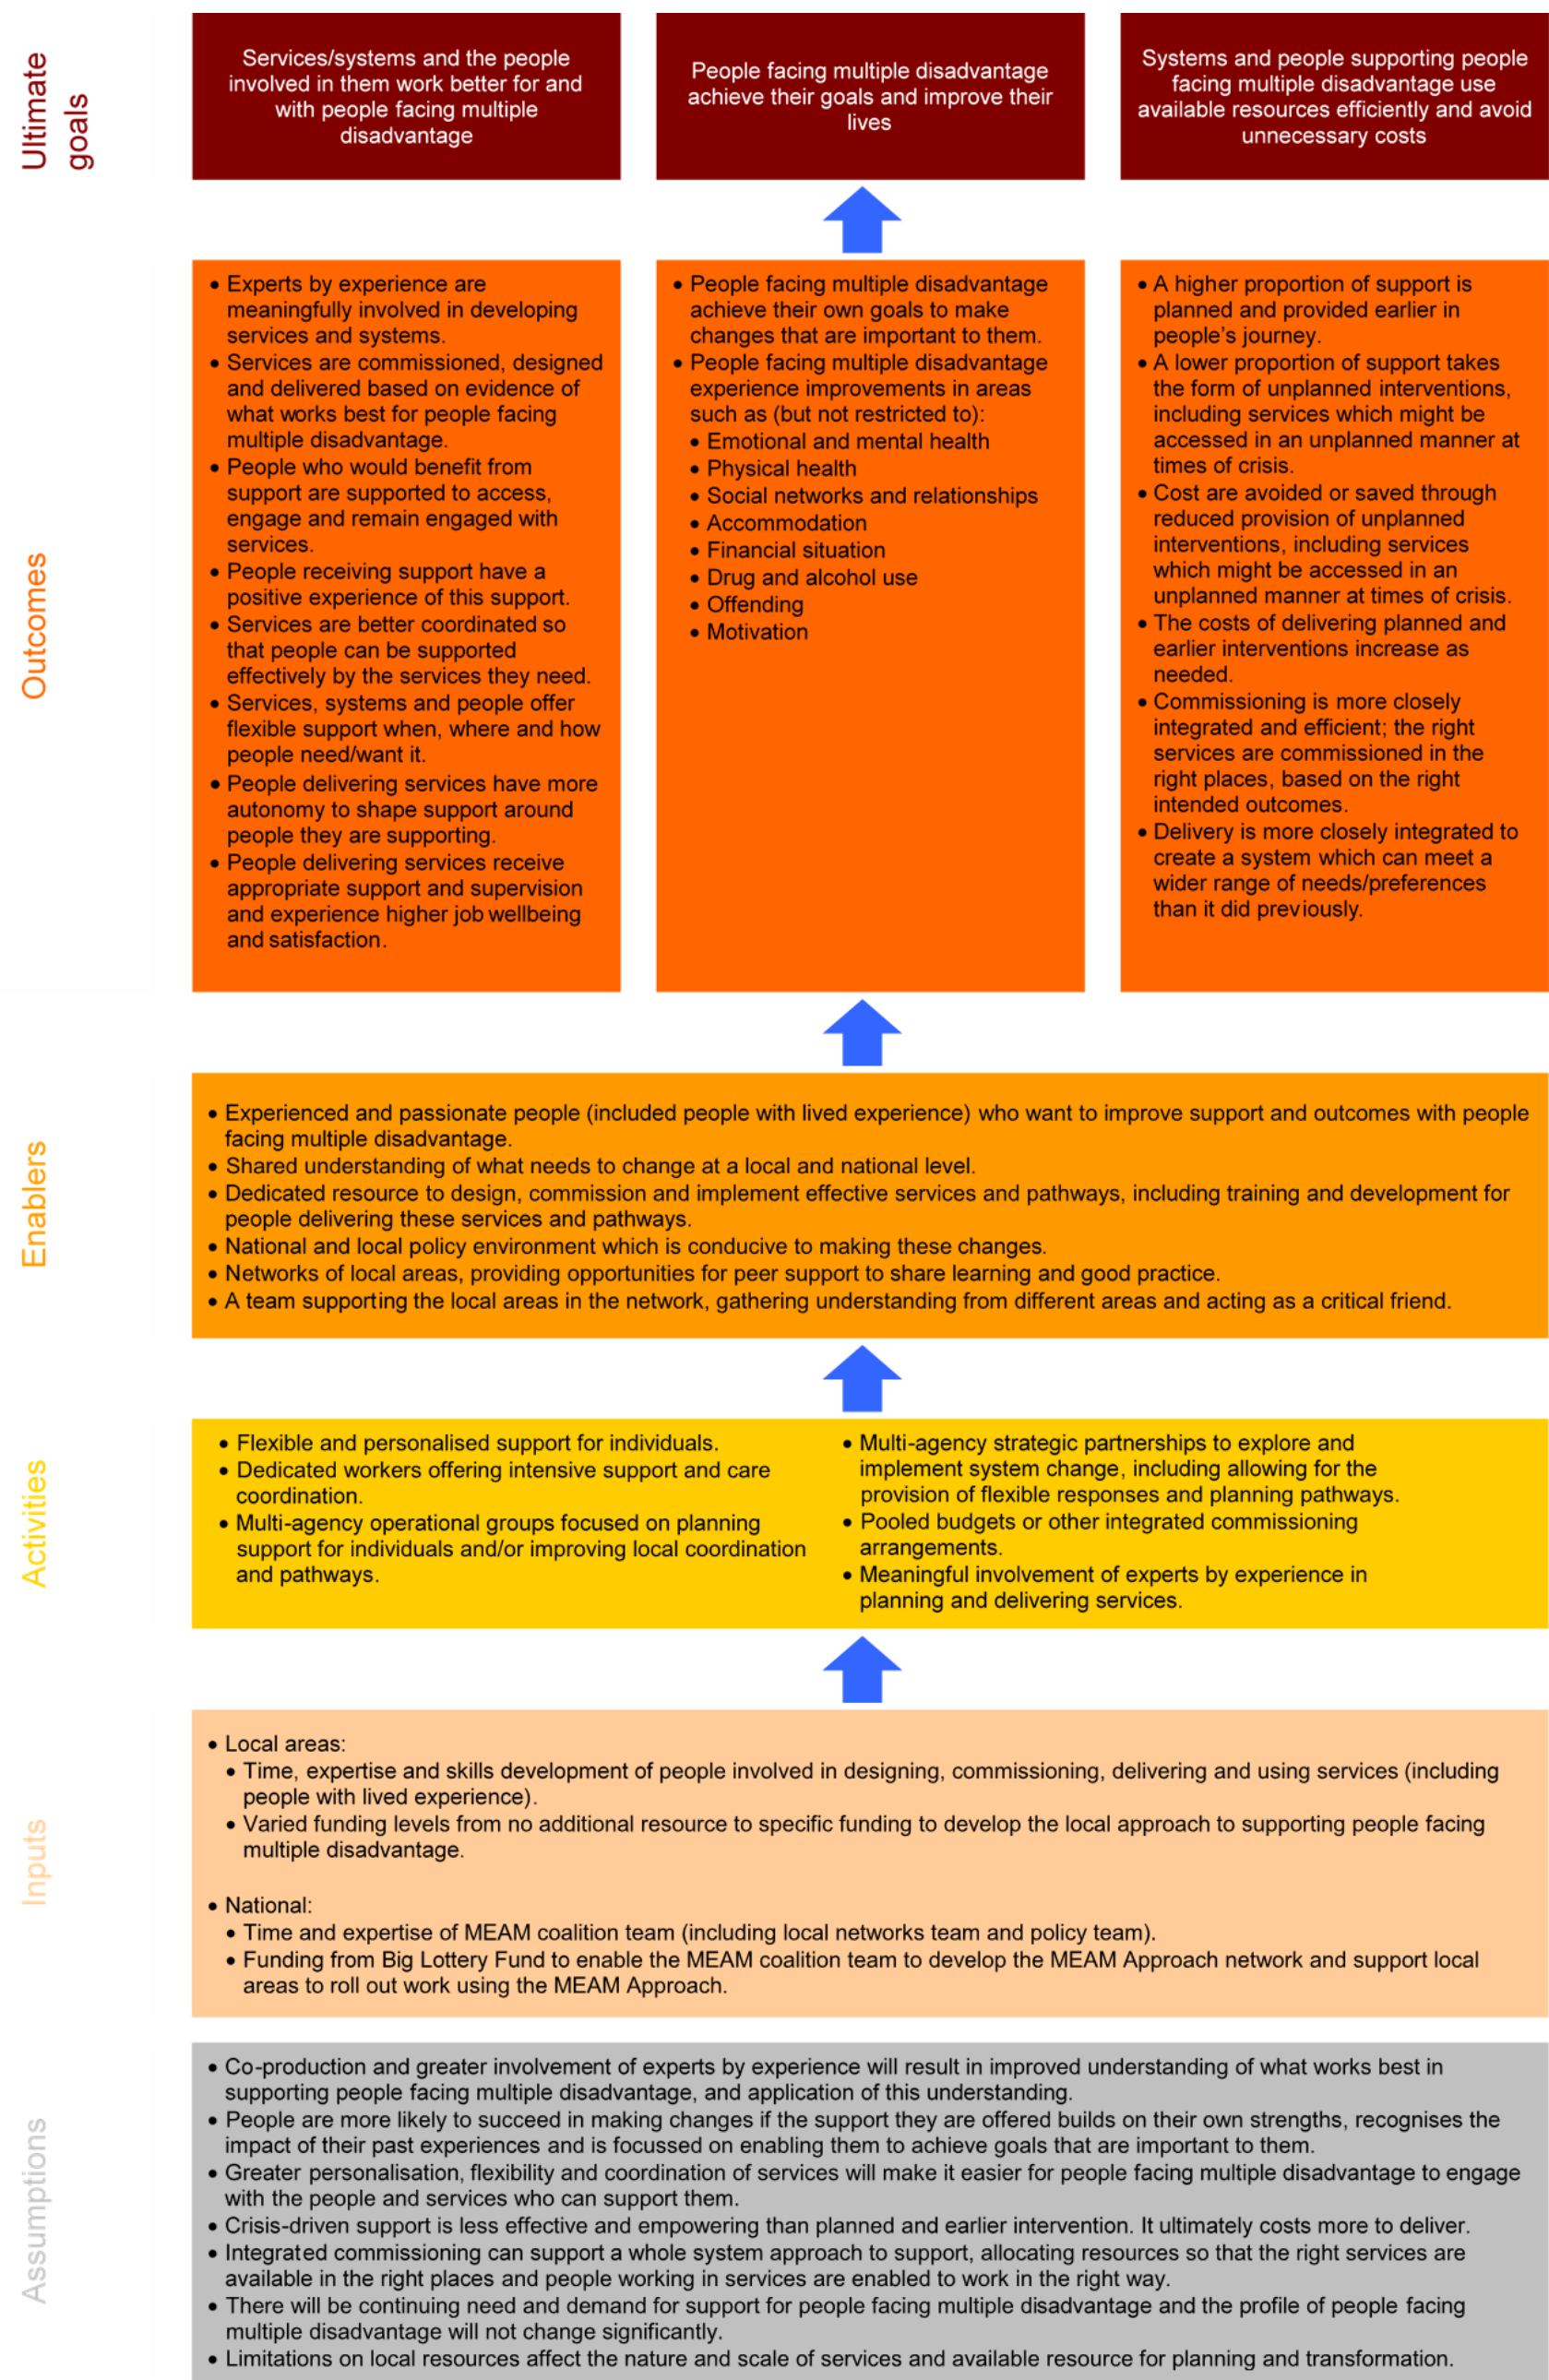 Ultimate
goals
Services/systems and the people
involved in them work better for and
with people facing multiple
disadvantage
People facing multiple disadvantage
achieve their goals and improve their
lives
Systems and people supporting people
facing multiple disadvantage use
available resources efficiently and avoid
unnecessary costs
Outcomes
• Experts by experience are
meaningfully involved in developing
services and systems.
• Services are commissioned, designed
and delivered based on evidence of
what works best for people facing
multiple disadvantage.
• People who would benefit from
support are supported to access,
engage and remain engaged with
services.
• People receiving support have a
positive experience of this support.
• Services are better coordinated so
that people can be supported
effectively by the services they need.
• Services, systems and people offer
flexible support when, where and how
people need/want it.
• People delivering services have more
autonomy to shape support around
people they are supporting.
• People delivering services receive
appropriate support and supervision
and experience higher job wellbeing
and satisfaction.
• People facing multiple disadvantage
achieve their own goals to make
changes that are important to them.
• People facing multiple disadvantage
experience improvements in areas
such as (but not restricted to):
• Emotional and mental health
• Physical health
• Social networks and relationships
• Accommodation
• Financial situation
• Drug and alcohol use
• Offending
• Motivation
• A higher proportion of support is
planned and provided earlier in
people's journey.
• A lower proportion of support takes
the form of unplanned interventions,
including services which might be
accessed in an unplanned manner at
times of crisis.
• Cost are avoided or saved through
reduced provision of unplanned
interventions, including services
which might be accessed in an
unplanned manner at times of crisis.
• The costs of delivering planned and
earlier interventions increase as
needed.
• Commissioning is more closely
integrated and efficient; the right
services are commissioned in the
right places, based on the right
intended outcomes.
• Delivery is more closely integrated to
create a system which can meet a
wider range of needs/preferences
than it did previously.
Enablers
• Experienced and passionate people (included people with lived experience) who want to improve support and outcomes with people
facing multiple disadvantage.
• Shared understanding of what needs to change at a local and national level.
• Dedicated resource to design, commission and implement effective services and pathways, including training and development for
people delivering these services and pathways.
• National and local policy environment which is conducive to making these changes.
• Networks of local areas, providing opportunities for peer support to share learning and good practice.
• A team supporting the local areas in the network, gathering understanding from different areas and acting as a critical friend.
Activities
• Flexible and personalised support for individuals.
• Dedicated workers offering intensive support and care
coordination.
• Multi-agency operational groups focused on planning
support for individuals and/or improving local coordination
and pathways.
• Multi-agency strategic partnerships to explore and
implement system change, including allowing for the
provision of flexible responses and planning pathways.
• Pooled budgets or other integrated commissioning
arrangements.
• Meaningful involvement of experts by experience in
planning and delivering services.
Inputs
• Local areas:
• Time, expertise and skills development of people involved in designing, commissioning, delivering and using services (including
people with lived experience).
• Varied funding levels from no additional resource to specific funding to develop the local approach to supporting people facing
multiple disadvantage.
• National:
• Time and expertise of MEAM coalition team (including local networks team and policy team).
• Funding from Big Lottery Fund to enable the MEAM coalition team to develop the MEAM Approach network and support local
areas to roll out work using the MEAM Approach.
Assumptions
• Co-production and greater involvement of experts by experience will result in improved understanding of what works best in
supporting people facing multiple disadvantage, and application of this understanding.
• People are more likely to succeed in making changes if the support they are offered builds on their own strengths, recognises the
impact of their past experiences and is focussed on enabling them to achieve goals that are important to them.
• Greater personalisation, flexibility and coordination of services will make it easier for people facing multiple disadvantage to engage
with the people and services who can support them.
• Crisis-driven support is less effective and empowering than planned and earlier intervention. It ultimately costs more to deliver.
• Integrated commissioning can support a whole system approach to support, allocating resources so that the right services are
available in the right places and people working in services are enabled to work in the right way.
• There will be continuing need and demand for support for people facing multiple disadvantage and the profile of people facing
multiple disadvantage will not change significantly.
• Limitations on local resources affect the nature and scale of services and available resource for planning and transformation.